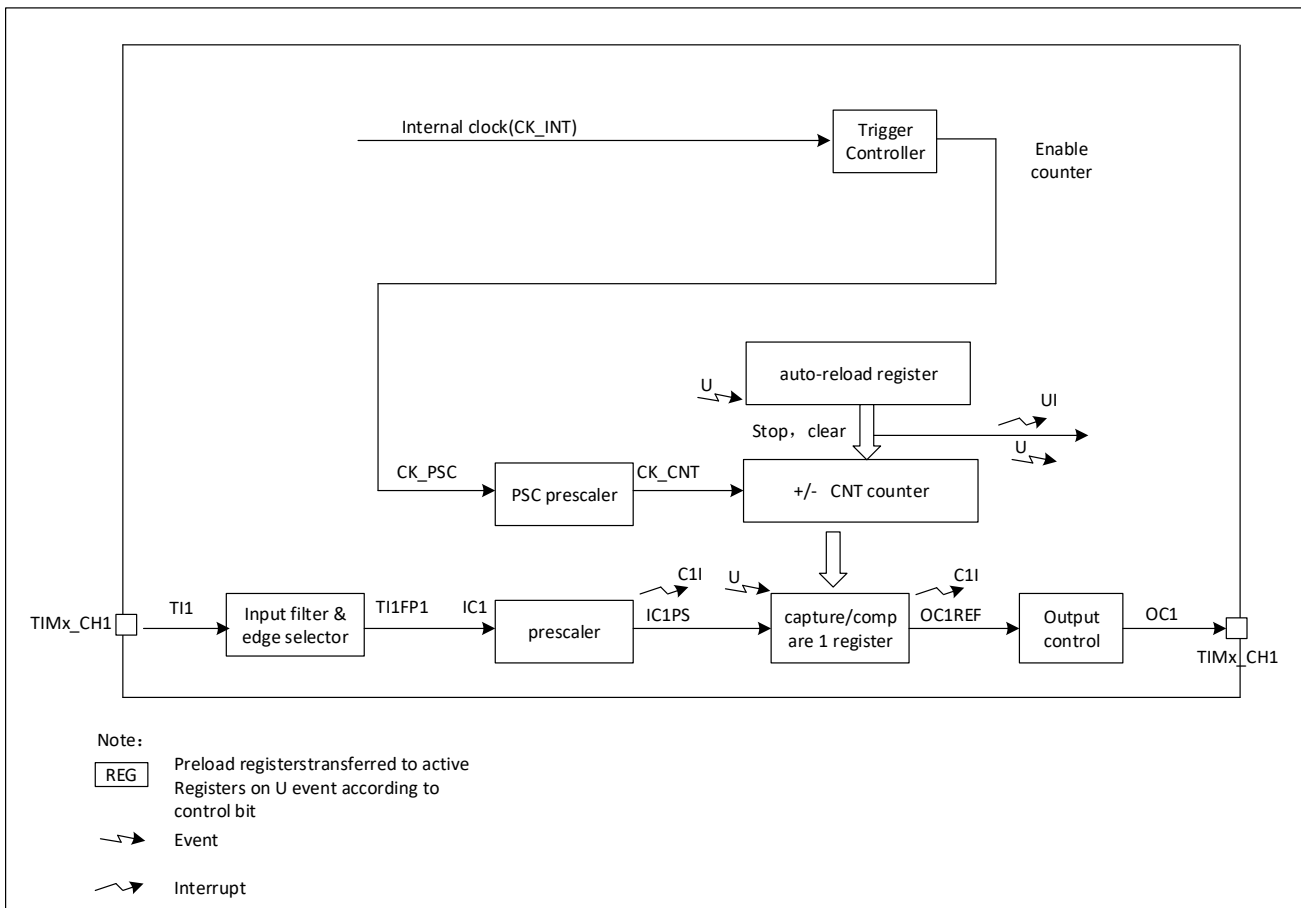 Internal clock(CK_INT)
Trigger
Controller
Enable
counter
auto-reload register
U
UI
Stop，clear
U
CK_PSC
PSC prescaler
CK_CNT
+/-   CNT counter
TIMx_CH1
TI1
Input filter &
edge selector
TI1FP1
IC1
prescaler
C1I
IC1PS
U
capture/comp
are 1 register
C1I
OC1REF
Output
control
OC1
TIMx_CH1
Note：
REG
Preload registerstransferred to active
Registers on U event according to
control bit
Event
Interrupt